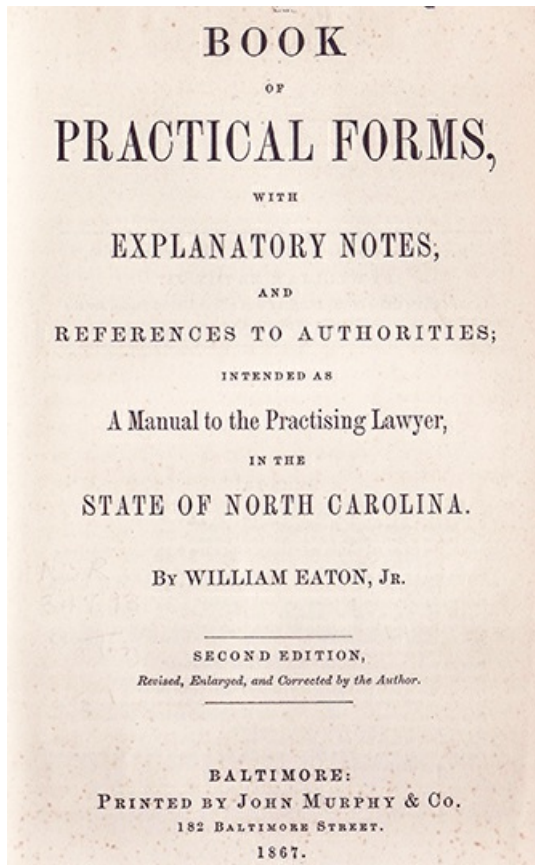 BOOK
OF
PRACTICAL FORMS,
WITH
EXPLANATORY NOTES,
AND
REFERENCES TO AUTHORITIES;
INTENDED AS
A Manual to the Practising Lawyer,
IN THE
STATE OF NORTH CAROLINA.
BY WILLIAM EATON, JR.
SECOND EDITION,
Revised, Enlarged, and Corrected by the Author.
BALTIMORE:
PRINTED BY JOHN MURPHY & CO.
182 BALTIMORE STREET.
1867.